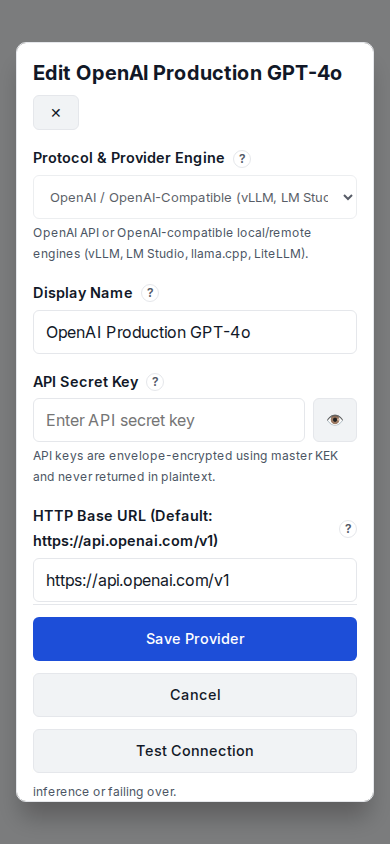 Edit OpenAI Production GPT-4o
✕
Protocol & Provider Engine ?
OpenAI / OpenAI-Compatible (vLLM, LM Stuc
OpenAI API or OpenAI-compatible local/remote
engines (vLLM, LM Studio, llama.cpp, LiteLLM).
Display Name ?
OpenAI Production GPT-4o
API Secret Key ?
Enter API secret key
API keys are envelope-encrypted using master KEK
and never returned in plaintext.
HTTP Base URL (Default:
https://api.openai.com/v1) ?
https://api.openai.com/v1
Save Provider
Cancel
Test Connection
inference or failing over.